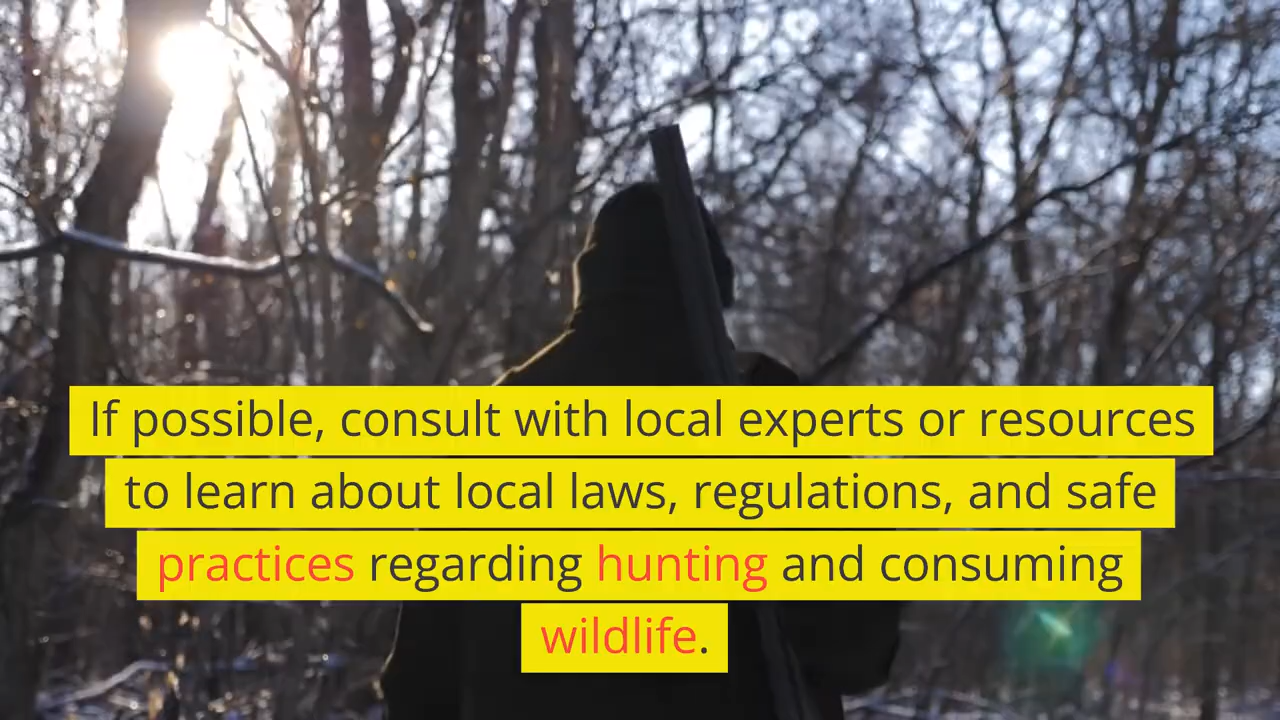 If possible, consult with local experts or resources
to learn about local laws, regulations, and safe
practices regarding hunting and consuming
wildlife.